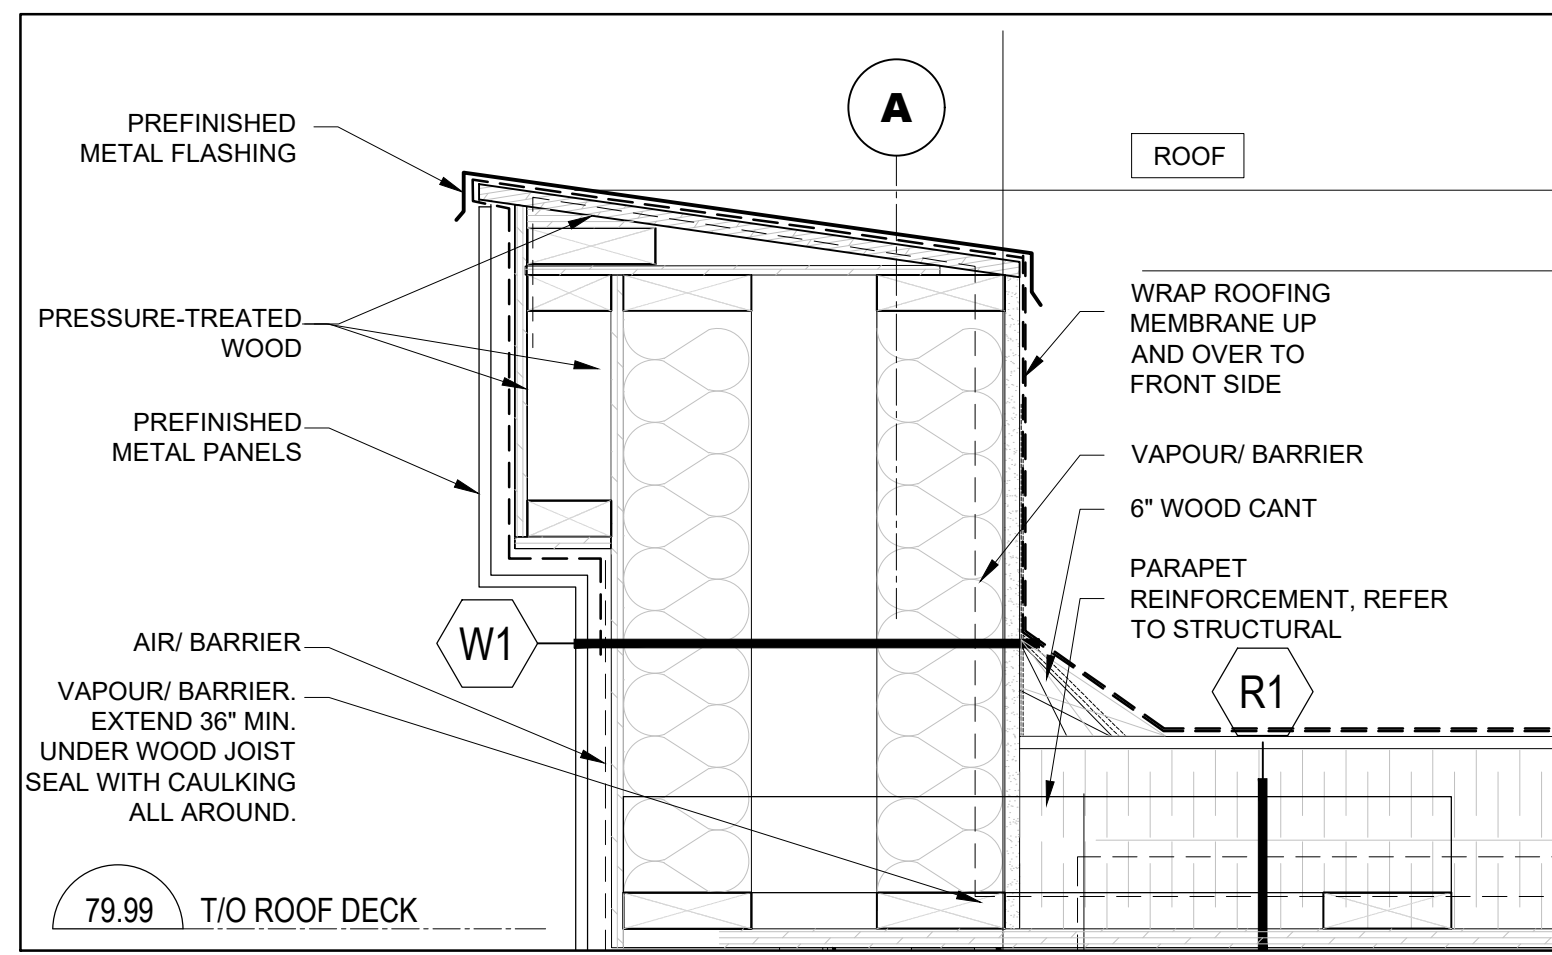 A
PREFINISHED
METAL FLASHING
ROOF
PRESSURE-TREATED
WOOD
PREFINISHED
METAL PANELS
WRAP ROOFING
MEMBRANE UP
AND OVER TO
FRONT SIDE
VAPOUR/ BARRIER
6" WOOD CANT
PARAPET
REINFORCEMENT, REFER
TO STRUCTURAL
AIR/ BARRIER
W1
R1
VAPOUR/ BARRIER.
EXTEND 36" MIN.
UNDER WOOD JOIST
SEAL WITH CAULKING
ALL AROUND.
79.99 T/O ROOF DECK